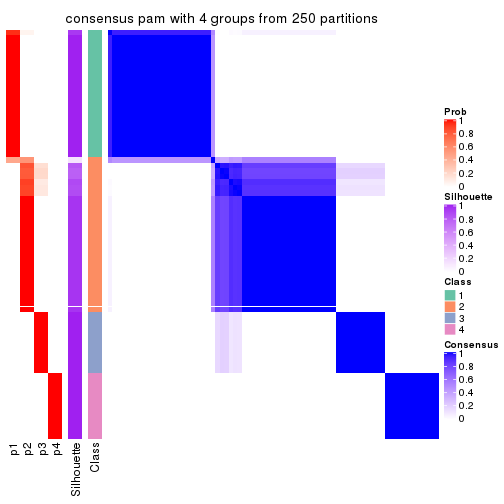 consensus pam with 4 groups from 250 partitions
Prob
1
0.8
0.6
0.4
0.2
0
Silhouette
1
0.8
0.6
0.4
0.2
0
Class
1
2
3
4
Consensus
1
0.8
0.6
0.4
0.2
0
p1
p2
p3
p4
Silhouette
Class